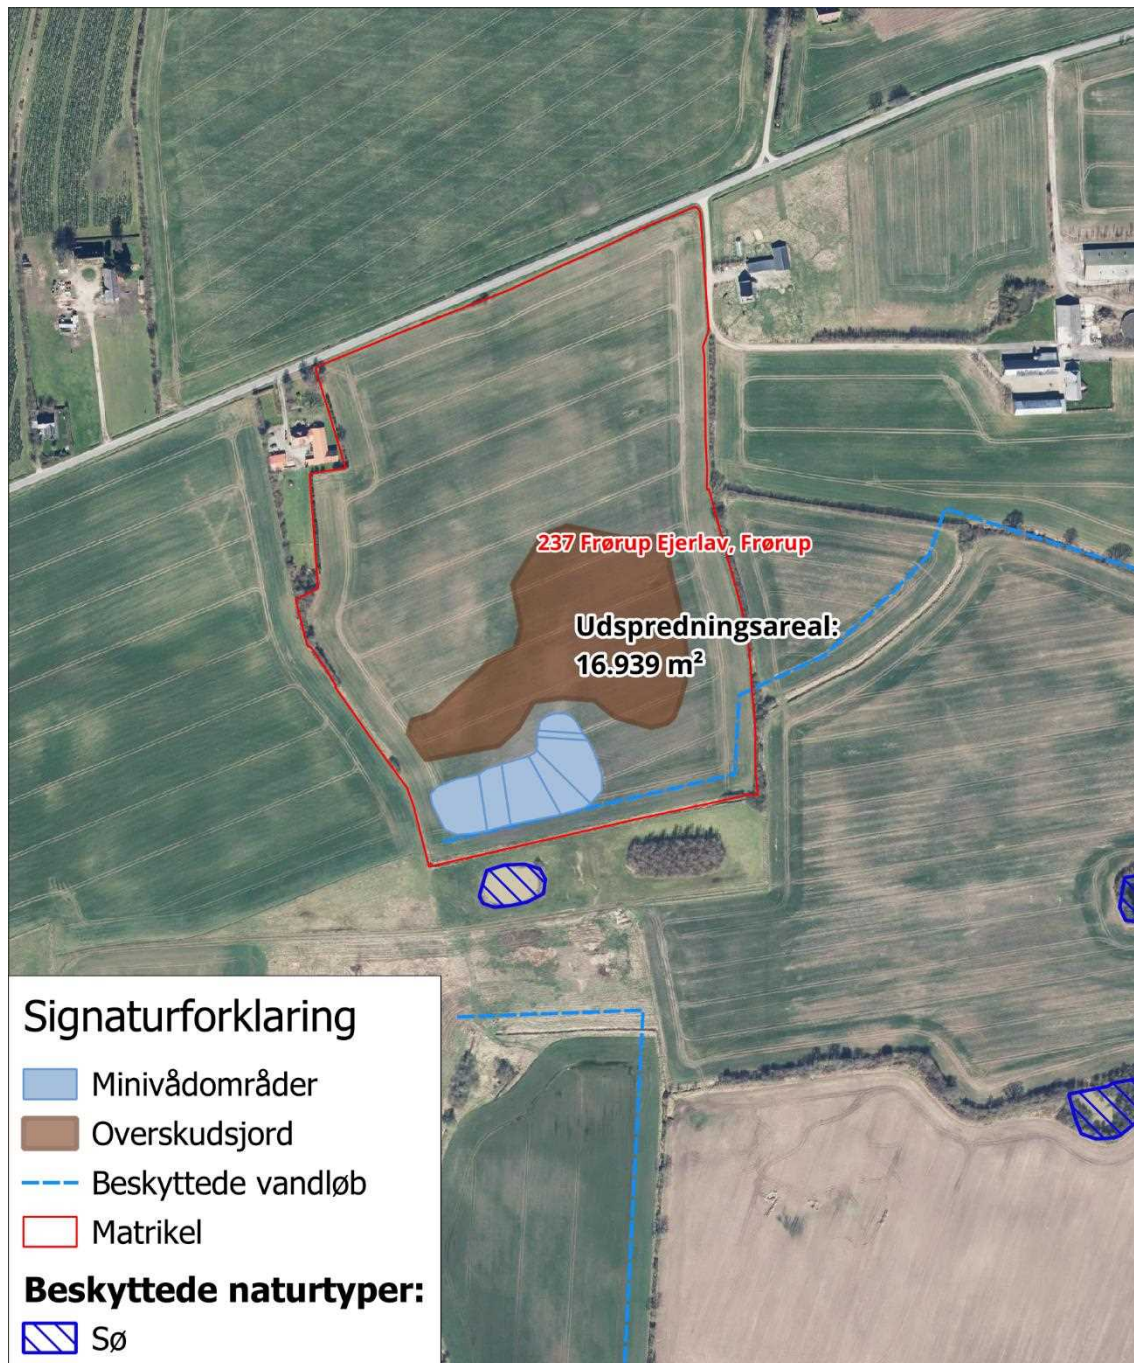 237 Frørup Ejerlav, Frørup
Udspredningsareal:
16.939 m²
Signaturforklaring
Minivådområder
Overskudsjord
Beskyttede vandløb
Matrikel
Beskyttede naturtyper:
Sø